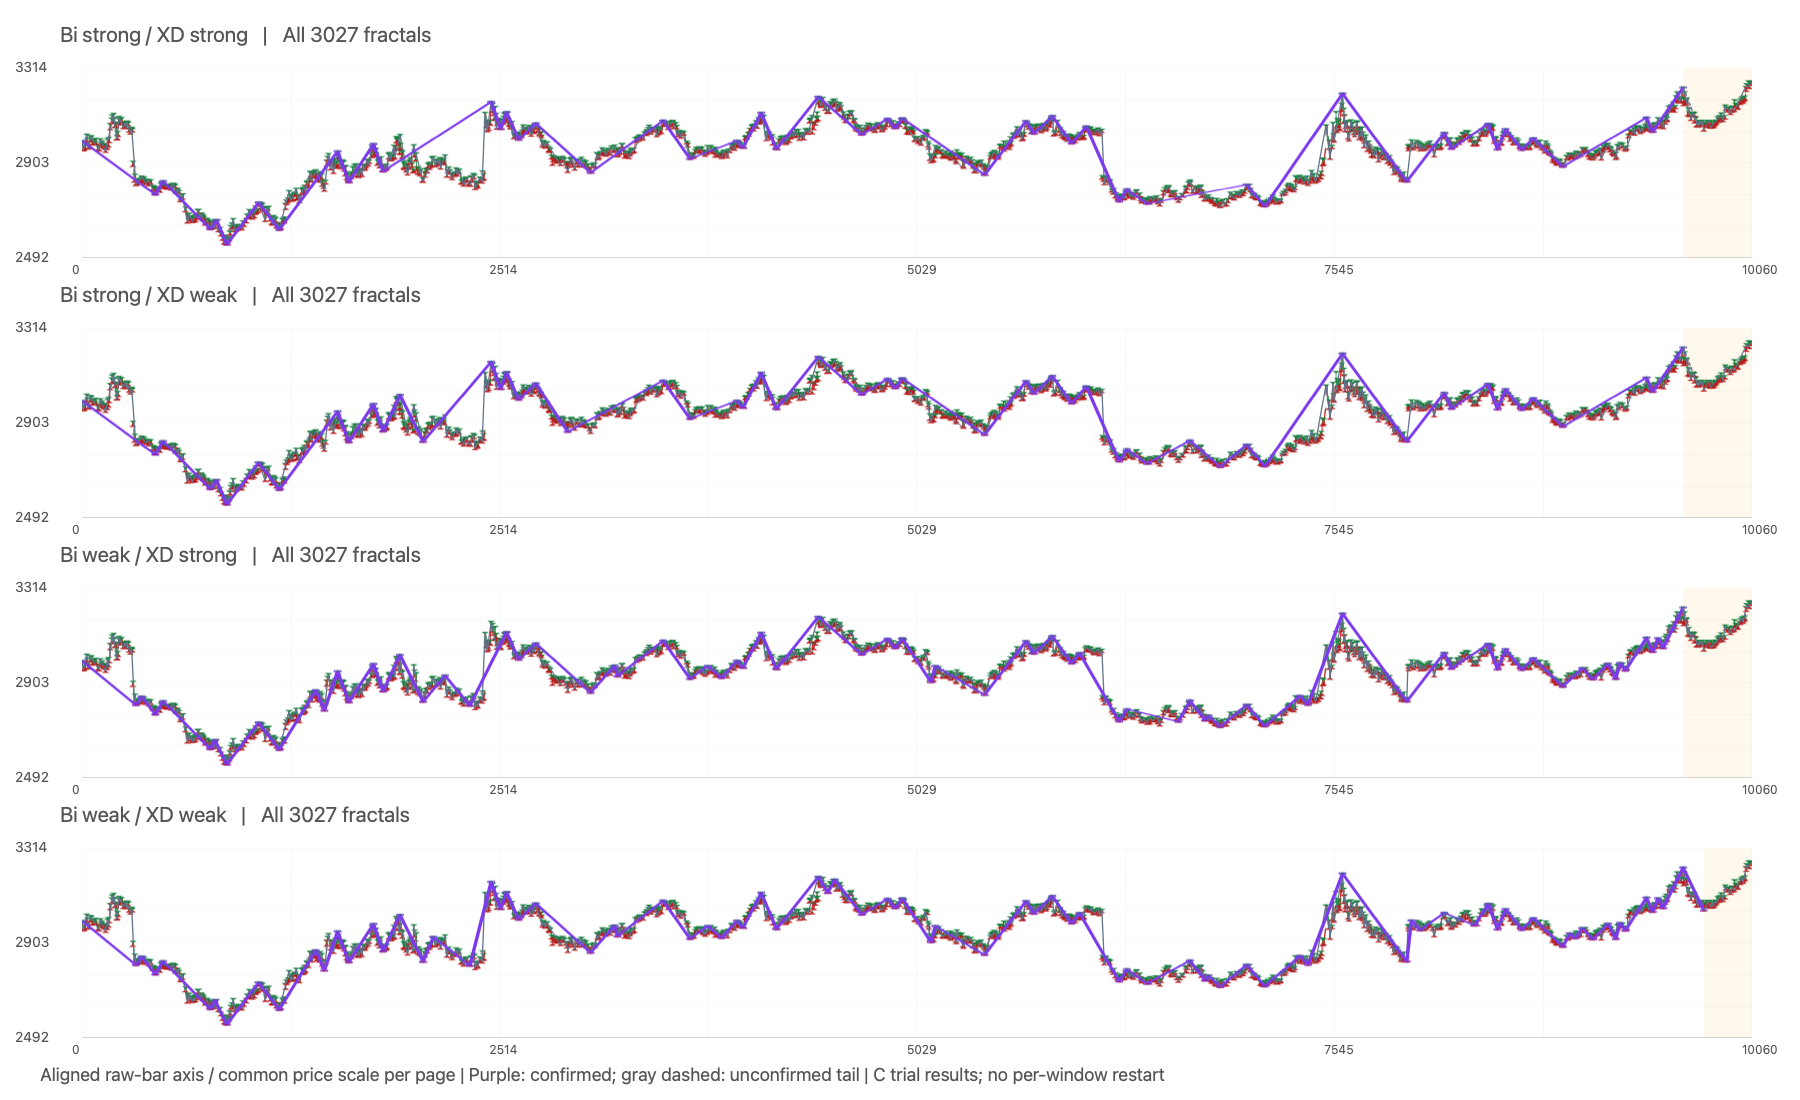 Bi strong / XD strong | All 3027 fractals
3314
2903
2492
0 2514 5029 7545 10060
Bi strong / XD weak | All 3027 fractals
3314
2903
2492
0 2514 5029 7545 10060
Bi weak / XD strong | All 3027 fractals
3314
2903
2492
0 2514 5029 7545 10060
Bi weak / XD weak | All 3027 fractals
3314
2903
2492
0 2514 5029 7545 10060
Aligned raw-bar axis / common price scale per page | Purple: confirmed; gray dashed: unconfirmed tail | C trial results; no per-window restart